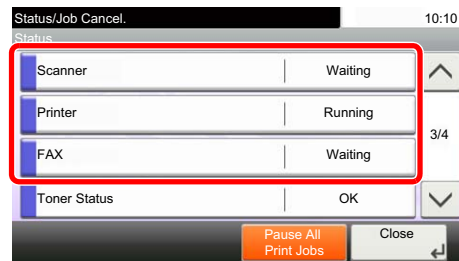 Status/Job Cancel. 10:10
Status
Scanner Waiting
Printer Running
3/4
FAX Waiting
Toner Status OK
Pause All
Print Jobs
Close